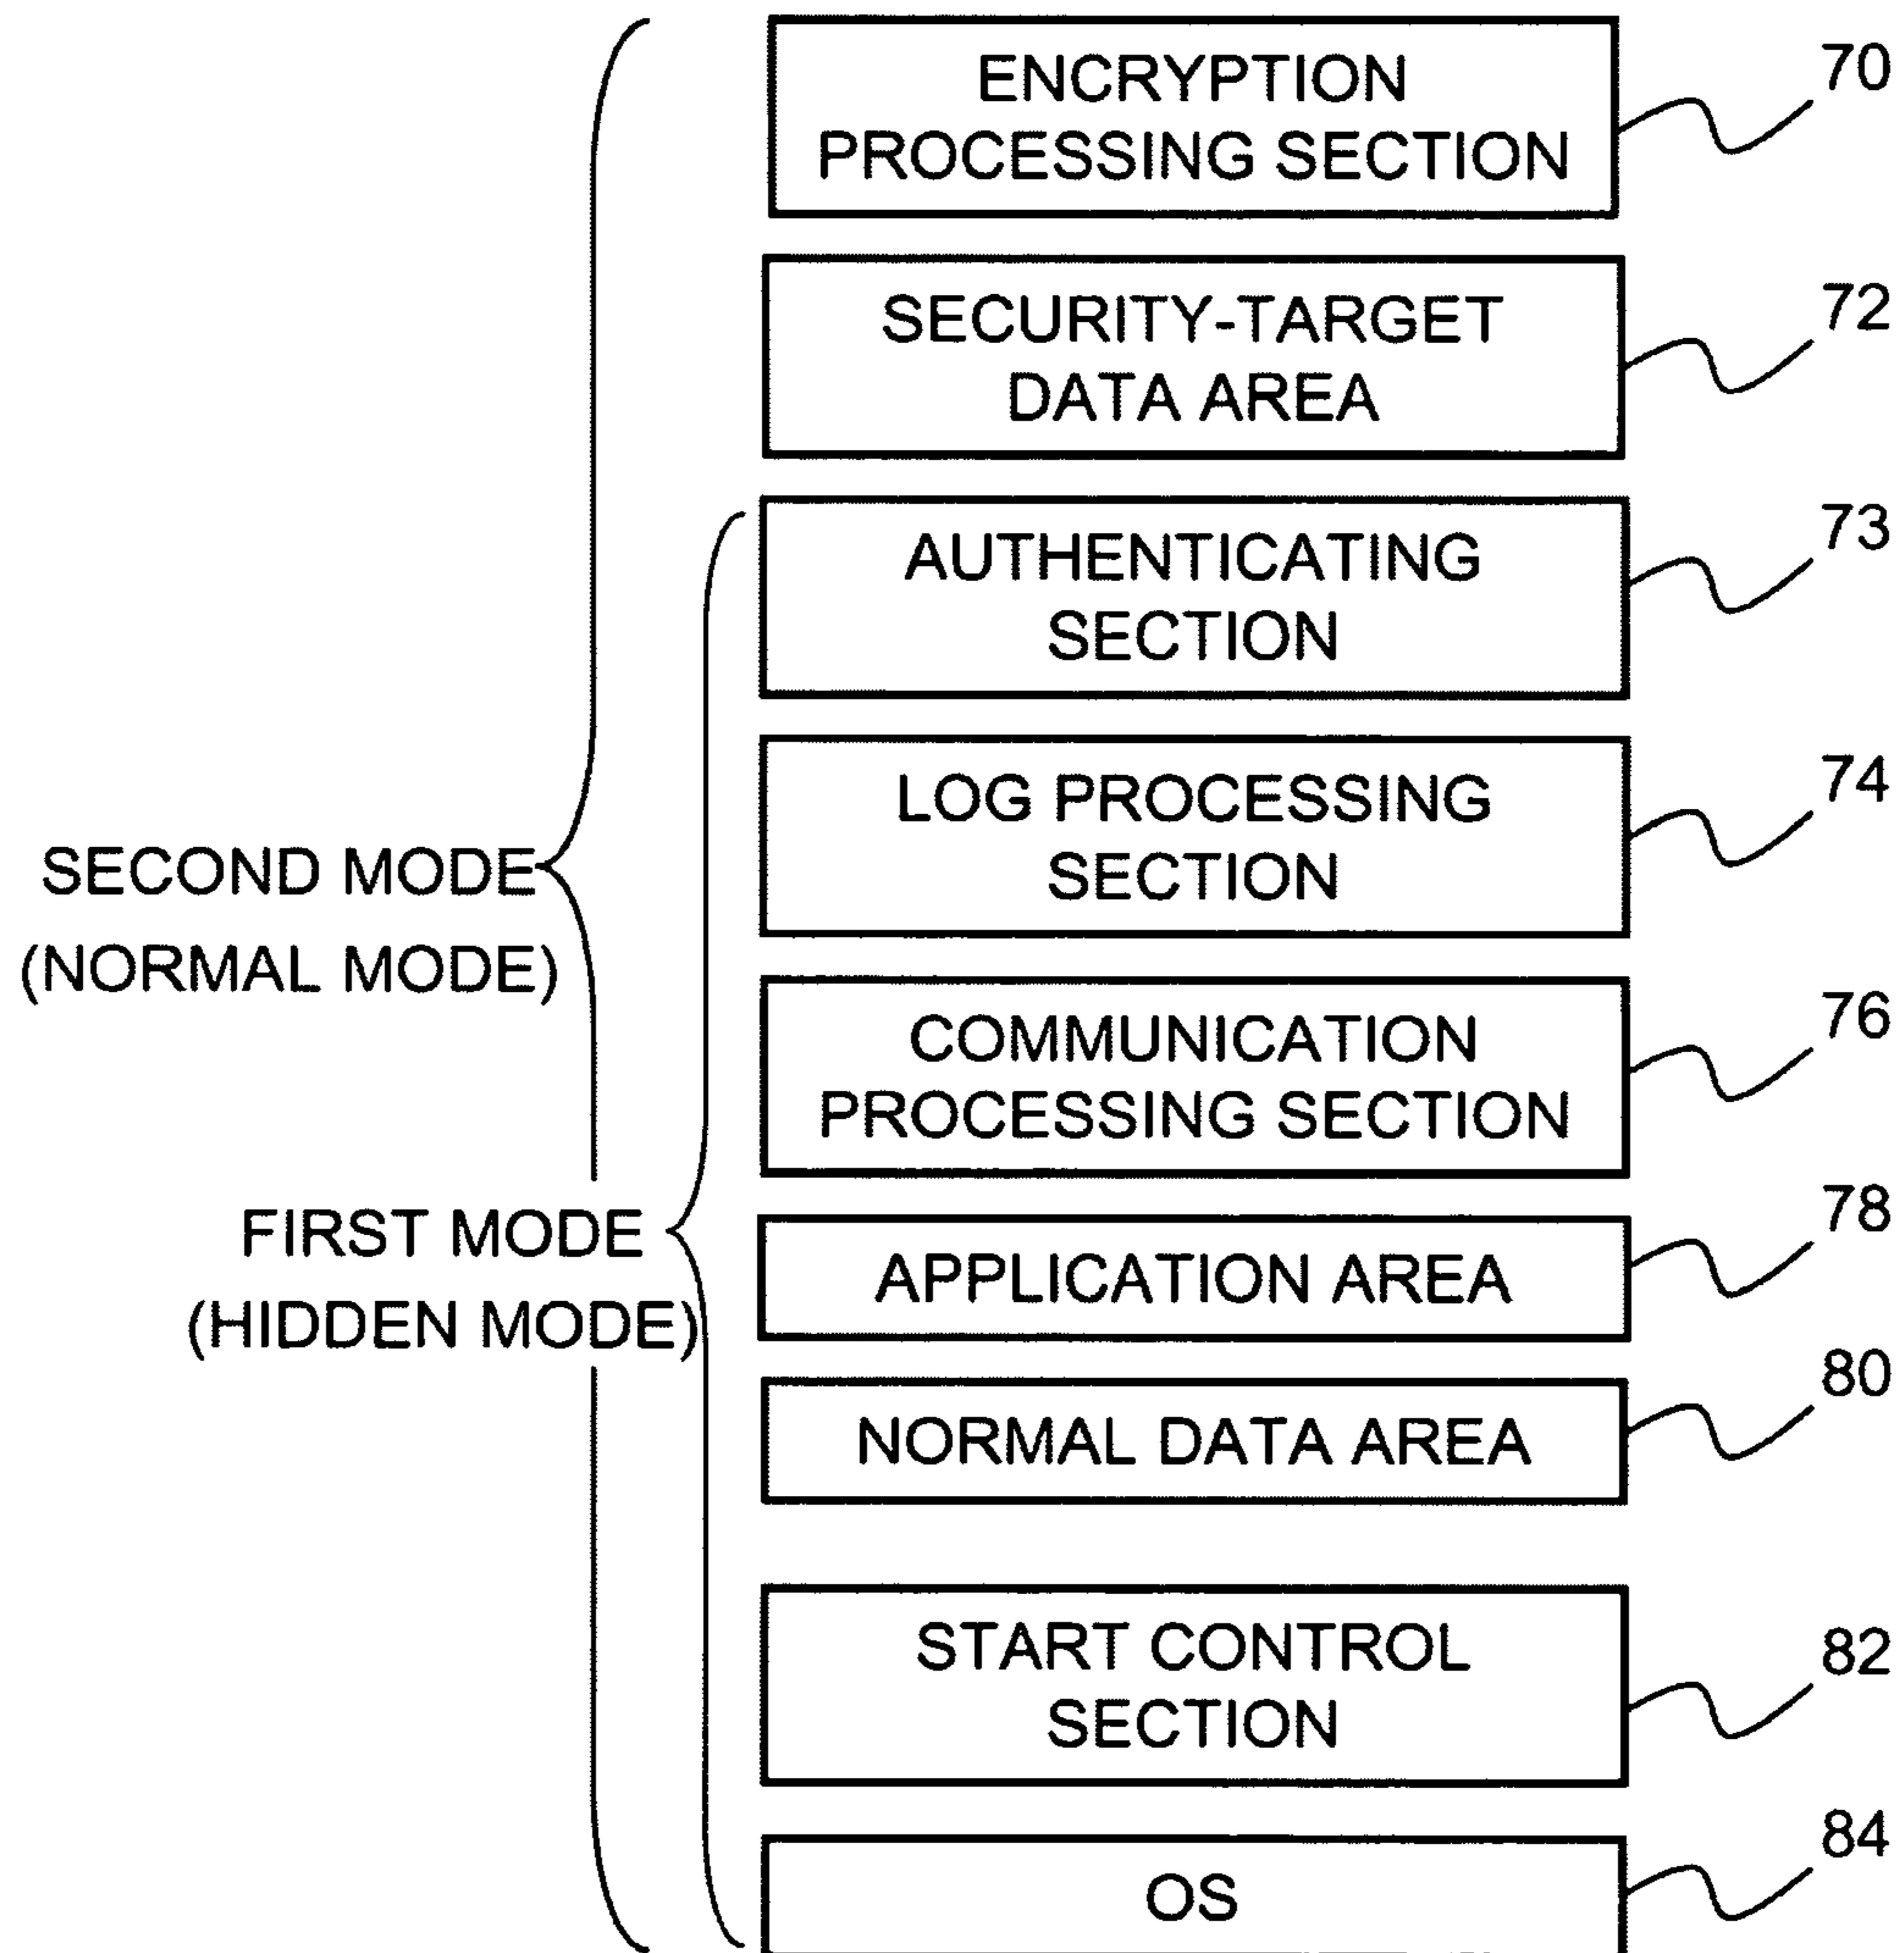 ENCRYPTION
PROCESSING SECTION
70
SECURITY-TARGET
DATA AREA
72
AUTHENTICATING
SECTION
73
LOG PROCESSING
SECTION
74
SECOND MODE
(NORMAL MODE)
COMMUNICATION
PROCESSING SECTION
76
FIRST MODE
(HIDDEN MODE)
APPLICATION AREA
78
NORMAL DATA AREA
80
START CONTROL
SECTION
82
OS
84